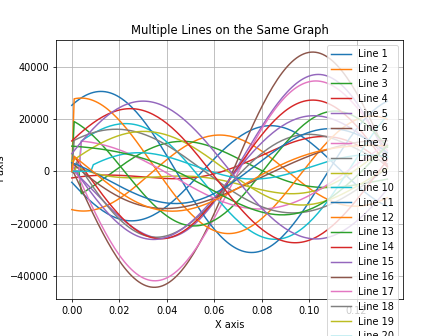 Multiple Lines on the Same Graph
40000
20000
0
−20000
−40000
0.00 0.02 0.04 0.06 0.08 0.10
X axis
axis
Line 1
Line 2
Line 3
Line 4
Line 5
Line 6
Line 7
Line 8
Line 9
Line 10
Line 11
Line 12
Line 13
Line 14
Line 15
Line 16
Line 17
Line 18
Line 19
Line 20